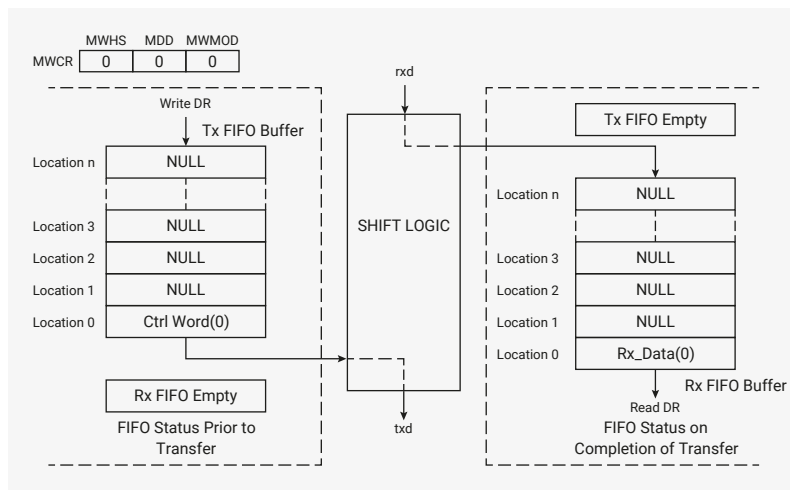 MWHS MDD MWMOD
MWCR 0 0 0
rxd
Write DR
Tx FIFO Buffer
Location n NULL
Location 3 NULL
Location 2 NULL
Location 1 NULL
Location 0 Ctrl Word(0)
Rx FIFO Empty
FIFO Status Prior to
Transfer
SHIFT LOGIC
txd
Tx FIFO Empty
Location n NULL
Location 3 NULL
Location 2 NULL
Location 1 NULL
Location 0 Rx_Data(0)
Rx FIFO Buffer
Read DR
FIFO Status on
Completion of Transfer